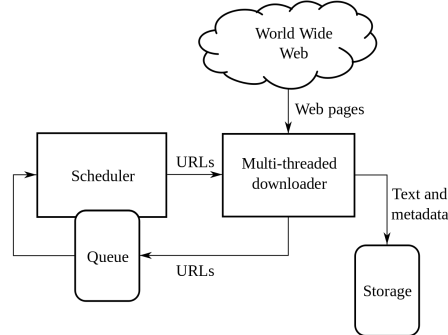 World Wide
Web
Web pages
URLs
Scheduler
Multi-threaded
downloader
Text and
metadata
Queue
URLs
Storage